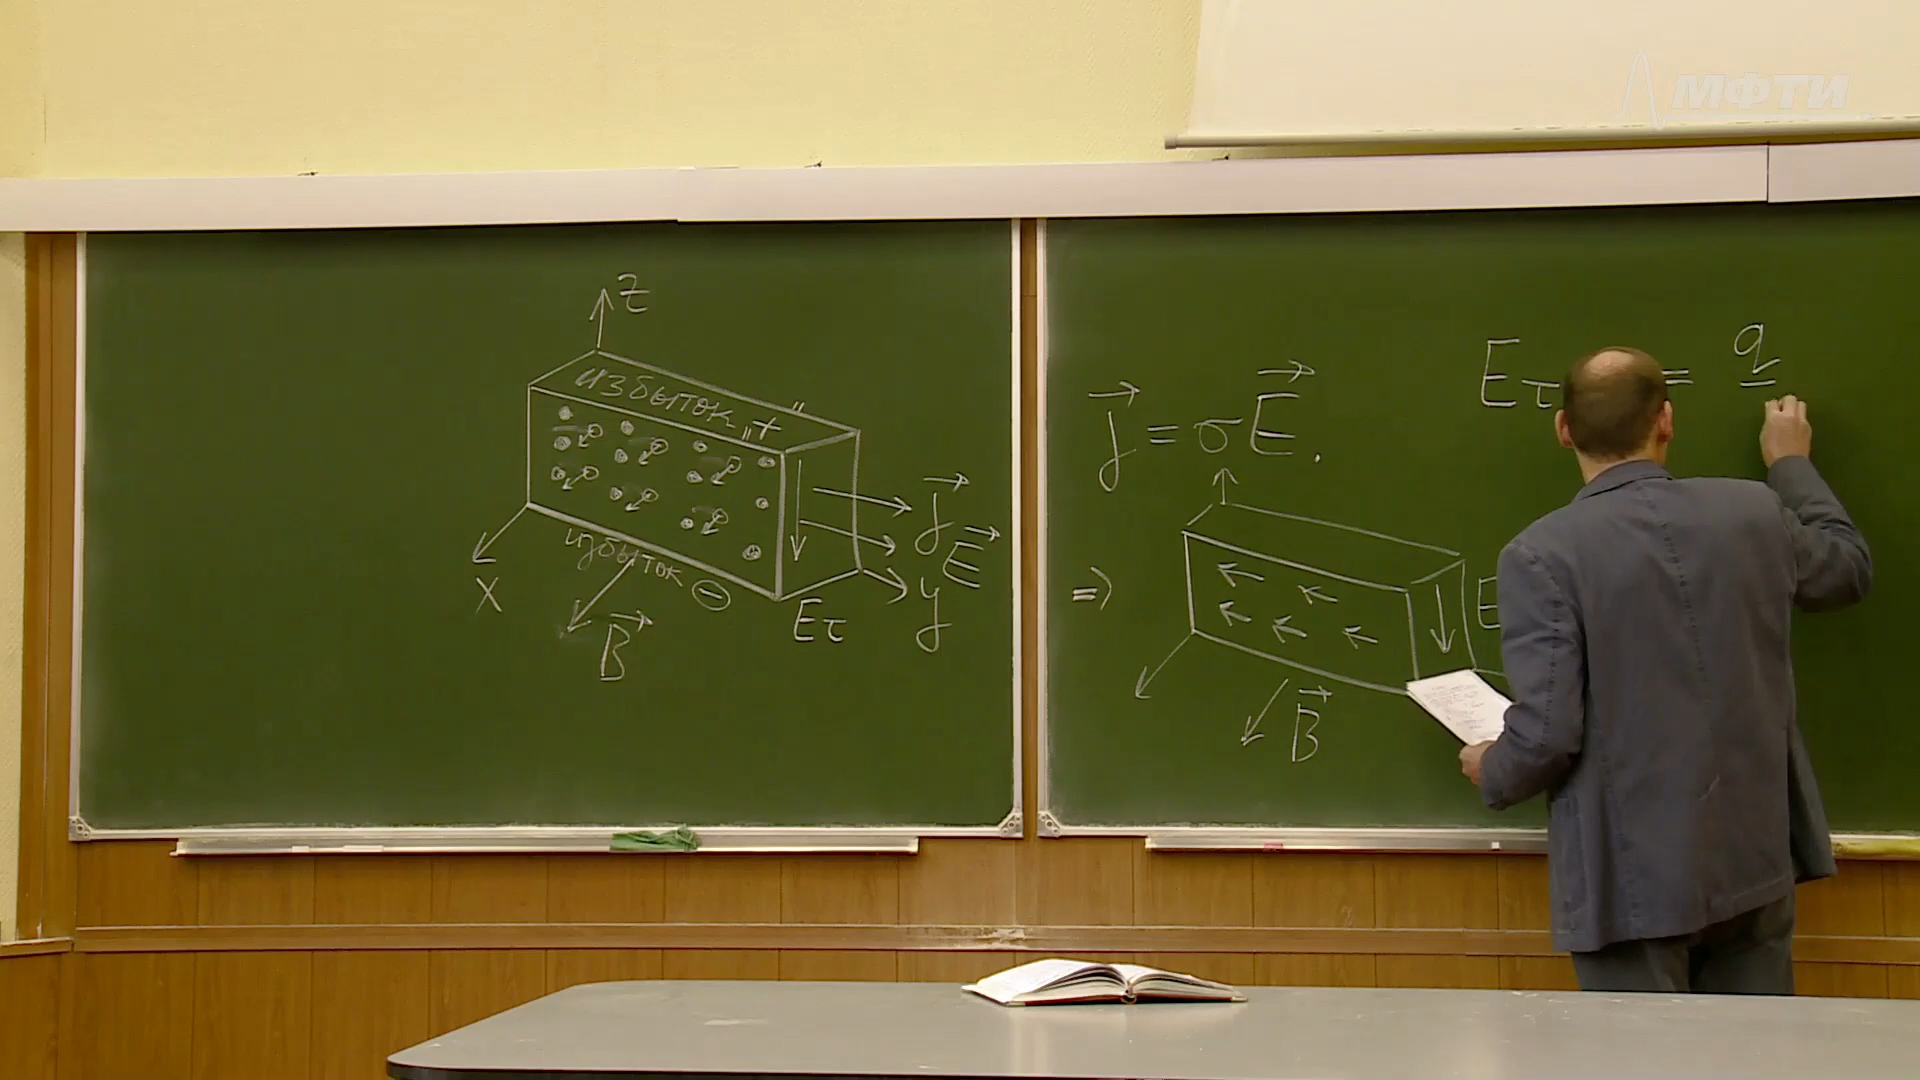 МФТИ
z
избыток "+"
x
избыток ⊖
B⃗
Eτ
j⃗
E⃗
y
j⃗ = σE⃗.
Eτ = q
⇒
E
B⃗